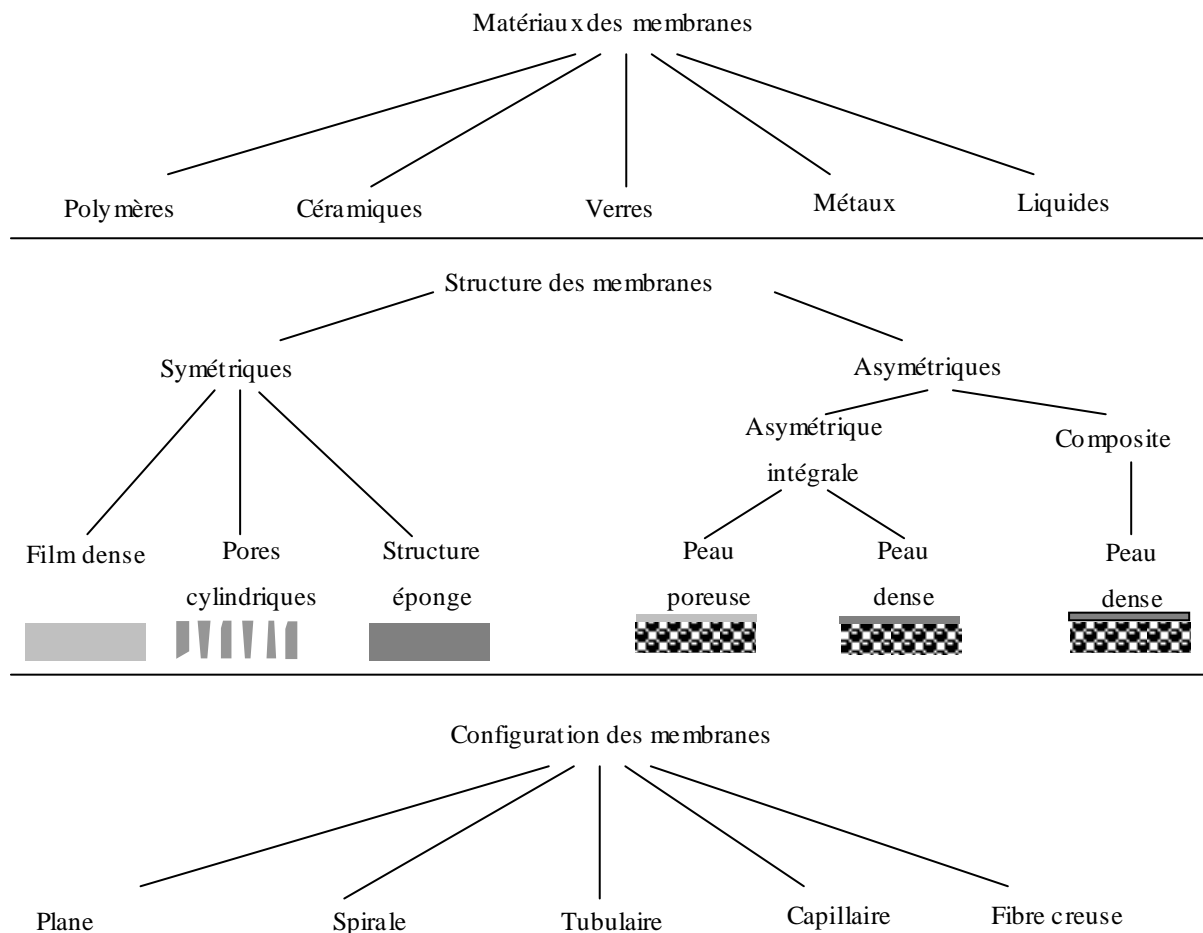 Matériaux des membranes
Polymères Céramiques Verres Métaux Liquides
Structure des membranes
Symétriques Asymétriques
Asymétrique Composite
intégrale
Film dense Pores Structure Peau Peau Peau
cylindriques éponge poreuse dense dense
Configuration des membranes
Plane Spirale Tubulaire Capillaire Fibre creuse